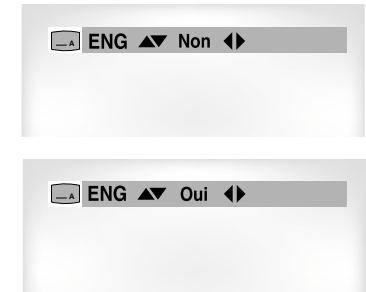 _ A ENG ▲▼ Non ◀▶
_ A ENG ▲▼ Oui ◀▶